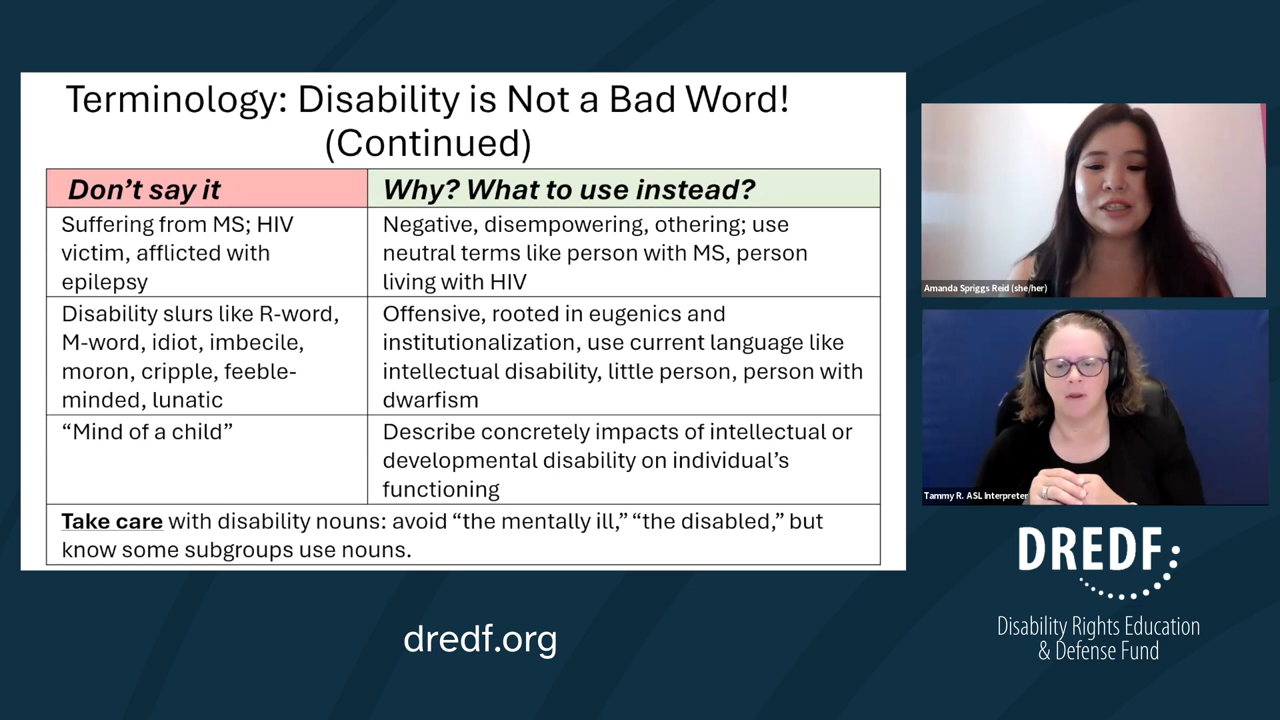 Terminology: Disability is Not a Bad Word!
(Continued)
Don’t say it
Why? What to use instead?
Suffering from MS; HIV
victim, afflicted with
epilepsy
Negative, disempowering, othering; use
neutral terms like person with MS, person
living with HIV
Disability slurs like R-word,
M-word, idiot, imbecile,
moron, cripple, feeble-
minded, lunatic
Offensive, rooted in eugenics and
institutionalization, use current language like
intellectual disability, little person, person with
dwarfism
“Mind of a child”
Describe concretely impacts of intellectual or
developmental disability on individual’s
functioning
Take care with disability nouns: avoid “the mentally ill,” “the disabled,” but
know some subgroups use nouns.
Amanda Spriggs Reid (she/her)
Tammy R. ASL Interpreter
DREDF
Disability Rights Education
& Defense Fund
dredf.org